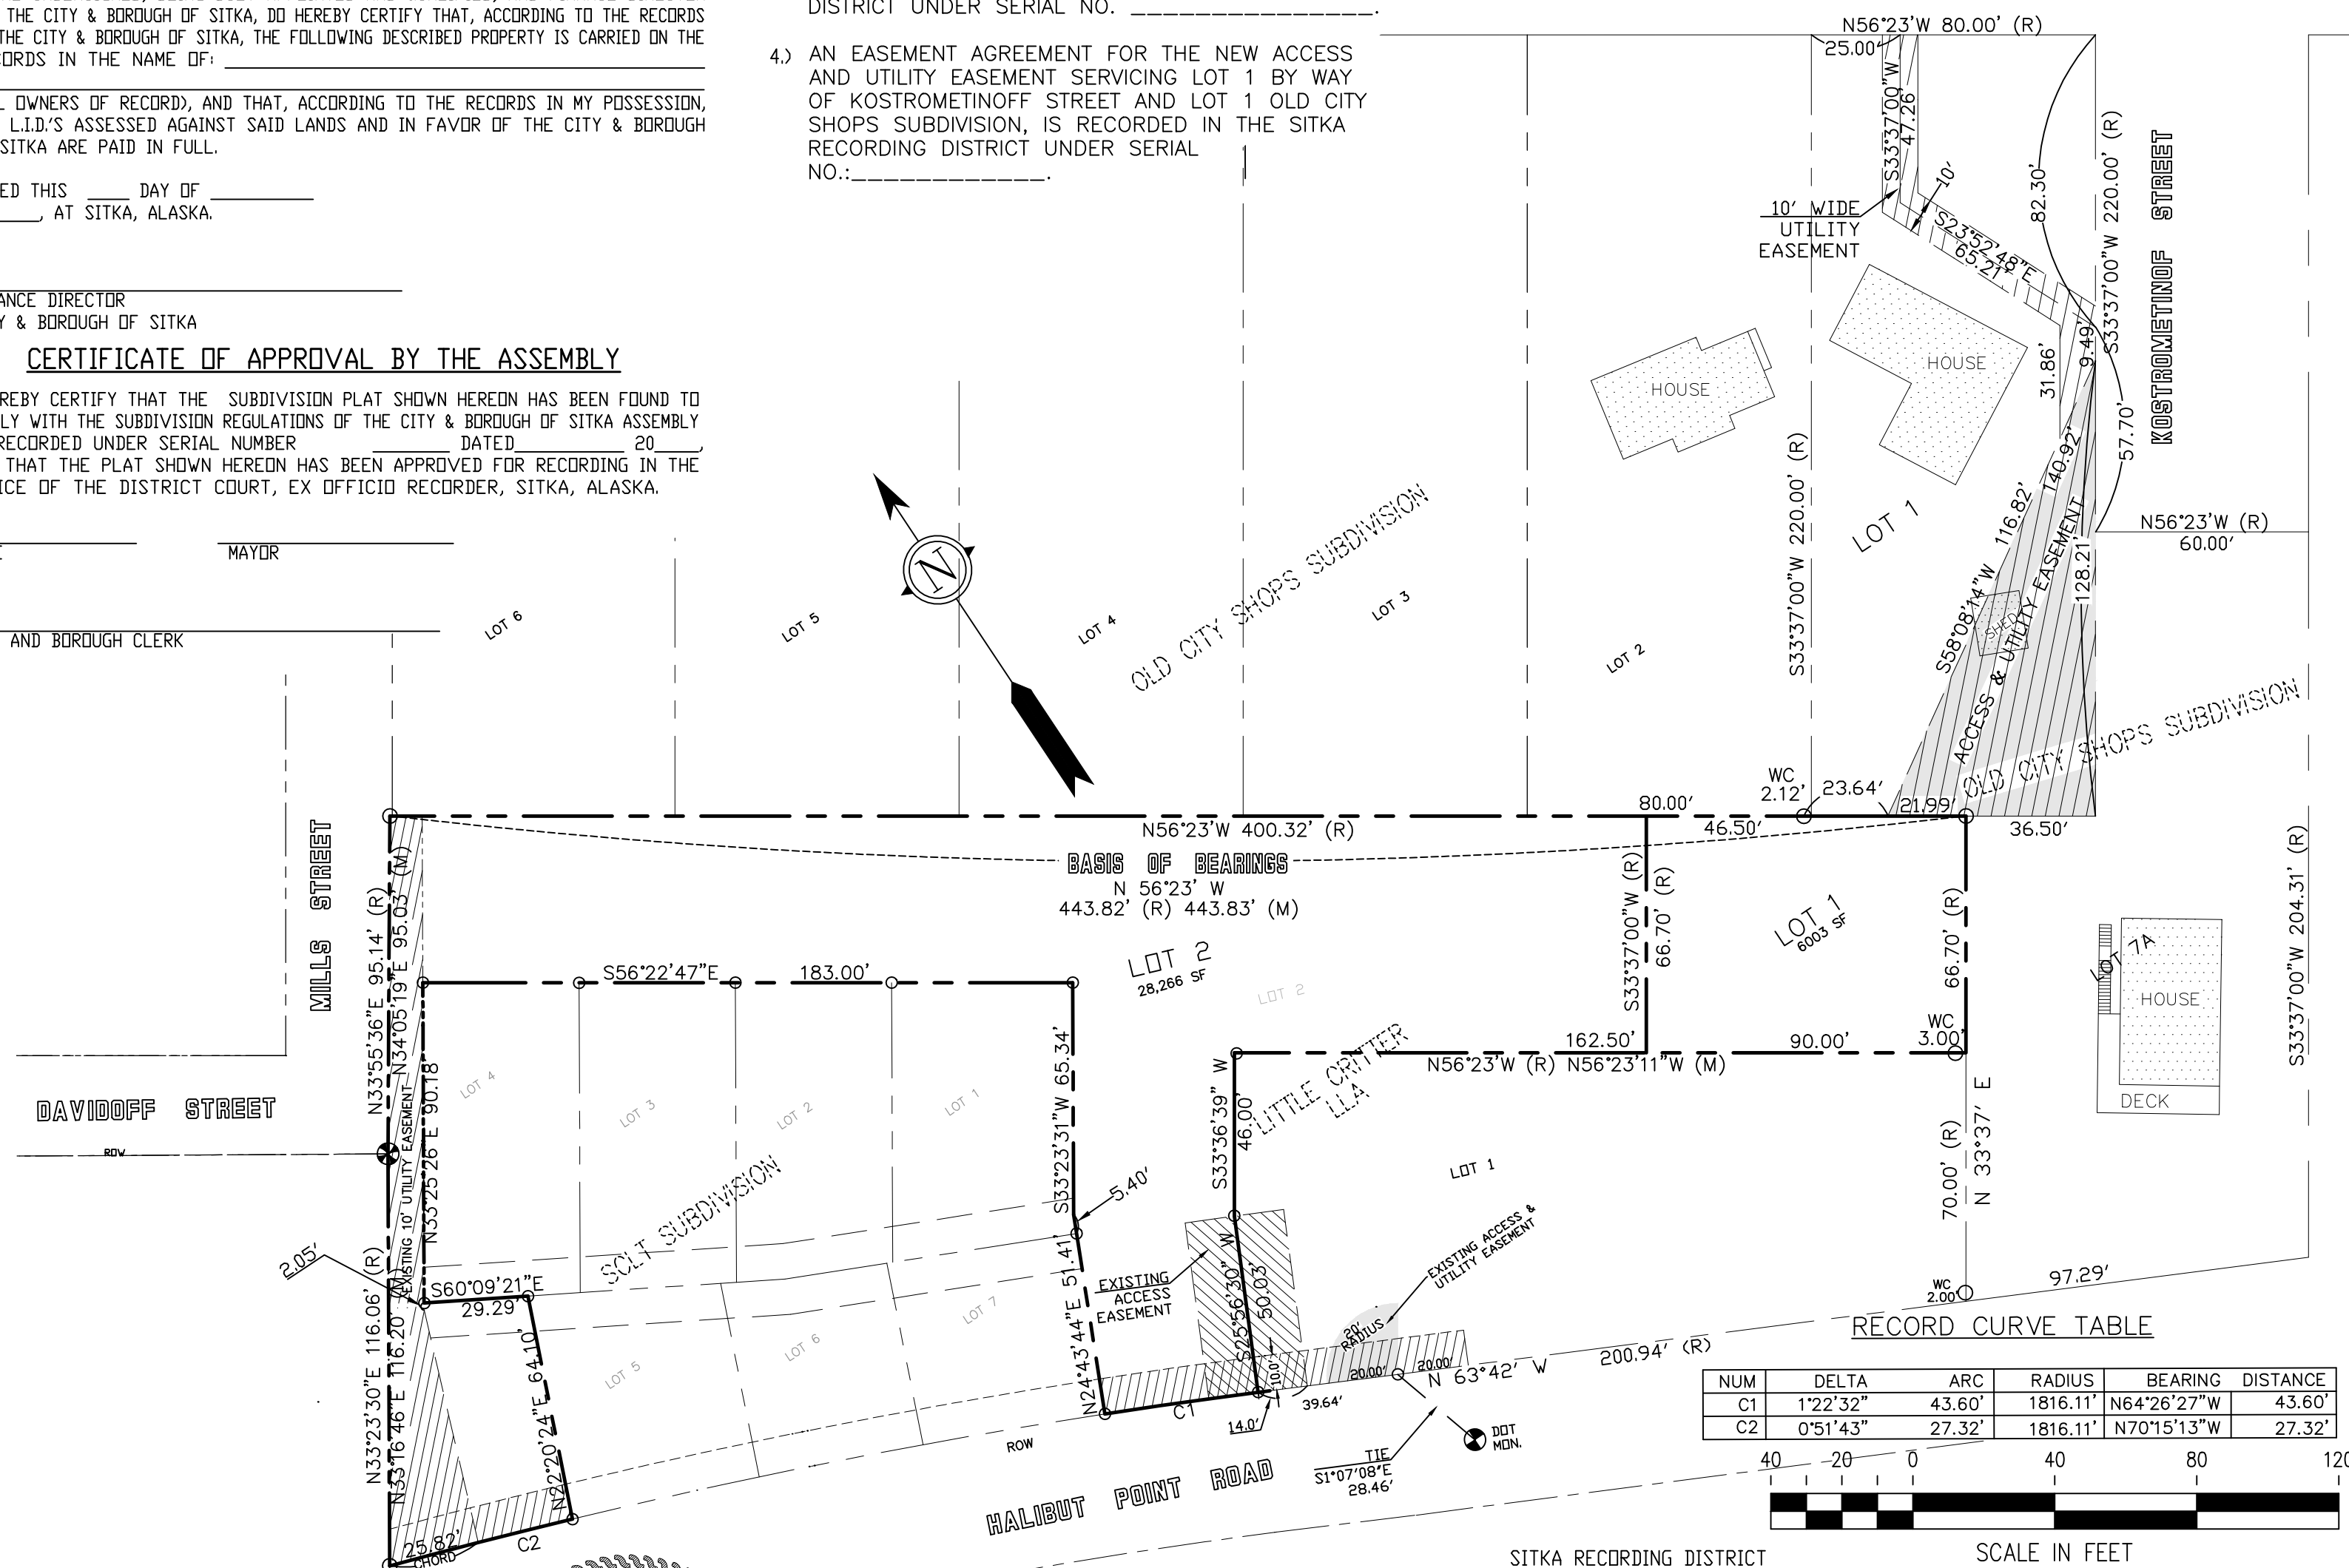 THE CITY & BOROUGH OF SITKA, DO HEREBY CERTIFY THAT, ACCORDING TO THE RECORDS
THE CITY & BOROUGH OF SITKA, THE FOLLOWING DESCRIBED PROPERTY IS CARRIED ON THE
ORDS IN THE NAME OF:
L OWNERS OF RECORD), AND THAT, ACCORDING TO THE RECORDS IN MY POSSESSION,
L.I.D.'S ASSESSED AGAINST SAID LANDS AND IN FAVOR OF THE CITY & BOROUGH
SITKA ARE PAID IN FULL.
ED THIS ____ DAY OF __________
____, AT SITKA, ALASKA.
ANCE DIRECTOR
Y & BOROUGH OF SITKA
CERTIFICATE OF APPROVAL BY THE ASSEMBLY
REBY CERTIFY THAT THE SUBDIVISION PLAT SHOWN HEREON HAS BEEN FOUND TO
LY WITH THE SUBDIVISION REGULATIONS OF THE CITY & BOROUGH OF SITKA ASSEMBLY
RECORDED UNDER SERIAL NUMBER ________ DATED__________ 20____,
THAT THE PLAT SHOWN HEREON HAS BEEN APPROVED FOR RECORDING IN THE
ICE OF THE DISTRICT COURT, EX OFFICIO RECORDER, SITKA, ALASKA.
MAYOR
AND BOROUGH CLERK
DISTRICT UNDER SERIAL NO. _______________.
4.) AN EASEMENT AGREEMENT FOR THE NEW ACCESS
AND UTILITY EASEMENT SERVICING LOT 1 BY WAY
OF KOSTROMETINOFF STREET AND LOT 1 OLD CITY
SHOPS SUBDIVISION, IS RECORDED IN THE SITKA
RECORDING DISTRICT UNDER SERIAL
NO.:____________.
N56°23'W 80.00' (R)
25.00'
S33°37'00"W
47.26'
10'
10' WIDE
UTILITY
EASEMENT
S23°52'48"E
65.21'
82.30'
S33°37'00"W 220.00' (R)
KOSTROMETINOF STREET
31.86'
9.49'
57.70'
HOUSE
HOUSE
S33°37'00"W 220.00' (R)
LOT 1
S58°08'14"W 116.82'
140.92'
ACCESS & UTILITY EASEMENT
128.21'
SHED
N56°23'W (R)
60.00'
N
OLD CITY SHOPS SUBDIVISION
LOT 6
LOT 5
LOT 4
LOT 3
LOT 2
OLD CITY SHOPS SUBDIVISION
WC
2.12'
23.64'
21.99'
80.00'
46.50'
36.50'
N56°23'W 400.32' (R)
BASIS OF BEARINGS
N 56°23' W
443.82' (R) 443.83' (M)
MILLS STREET
N33°55'36"E 95.14' (R)
N34°05'19"E 95.03' (M)
S33°37'00"W (R)
66.70' (R)
LOT 1
6003 SF
66.70' (R)
S33°37'00"W 204.31' (R)
LOT 7A
HOUSE
DECK
S56°22'47"E 183.00'
LOT 2
28,266 SF
LOT 2
162.50'
90.00'
WC
3.00'
N56°23'W (R) N56°23'11"W (M)
LITTLE CRITTER
LLA
DAVIDOFF STREET
ROW
EXISTING 10' UTILITY EASEMENT
N33°25'26"E 90.18'
LOT 4
LOT 3
LOT 2
LOT 1
S33°23'31"W 65.34'
5.40'
S33°36'39" W
46.00'
LOT 1
70.00' (R)
N 33°37' E
SCLT SUBDIVISION
2.05'
S60°09'21"E
29.29'
N33°23'30"E 116.06' (R)
N33°16'46"E 116.20' (M)
N22°20'24"E 64.10'
LOT 5
LOT 6
LOT 7
N24°43'44"E 51.41'
EXISTING
ACCESS
EASEMENT
S25°56'30" W
50.03'
EXISTING ACCESS &
UTILITY EASEMENT
20'
RADIUS
20.00'
20.00'
10.0'
14.0'
39.64'
N 63°42' W
200.94' (R)
WC
2.00'
97.29'
C1
ROW
25.82'
CHORD
C2
HALIBUT POINT ROAD
TIE
S1°07'08"E
28.46'
DOT
MON.
RECORD CURVE TABLE
NUM DELTA ARC RADIUS BEARING DISTANCE
C1 1°22'32" 43.60' 1816.11' N64°26'27"W 43.60'
C2 0°51'43" 27.32' 1816.11' N70°15'13"W 27.32'
40 20 0 40 80 120
SCALE IN FEET
SITKA RECORDING DISTRICT